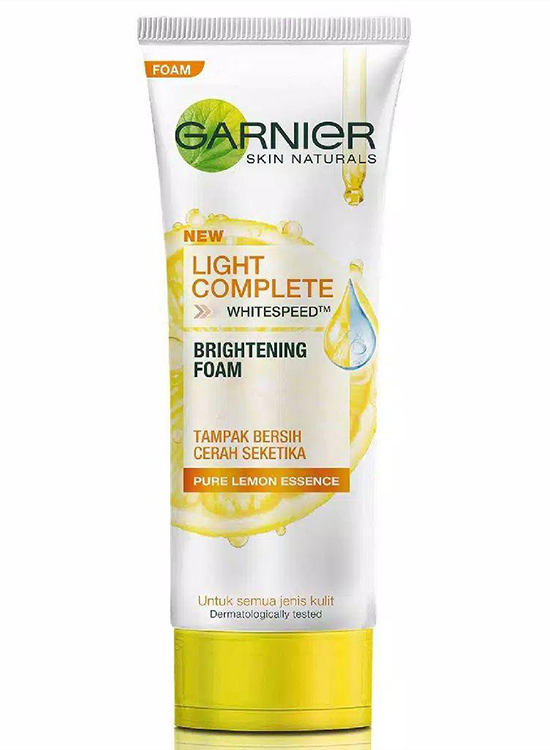 FOAM
GARNIER
SKIN NATURALS
NEW
LIGHT
COMPLETE
WHITESPEED™
BRIGHTENING
FOAM
TAMPAK BERSIH
CERAH SEKETIKA
PURE LEMON ESSENCE
Untuk semua jenis kulit
Dermatologically tested